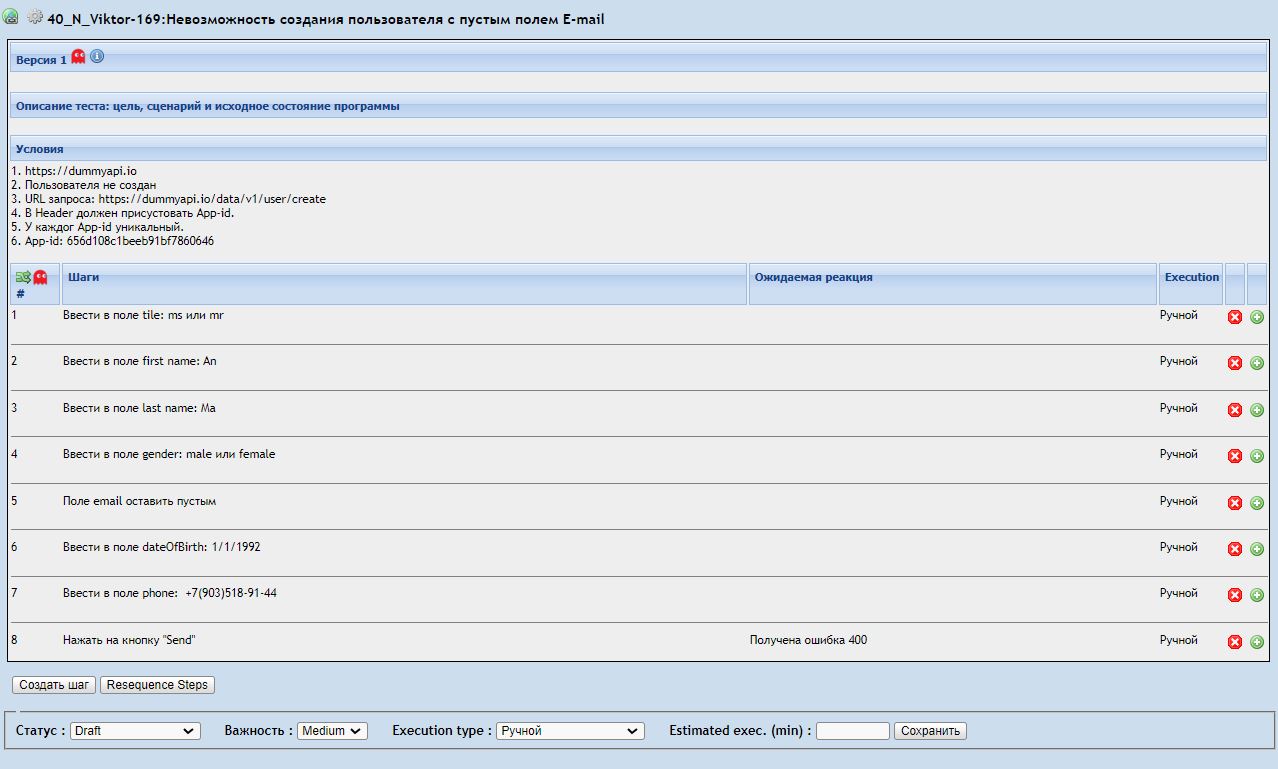 40_N_Viktor-169:Невозможность создания пользователя с пустым полем E-mail
Версия 1
Описание теста: цель, сценарий и исходное состояние программы
Условия
1. https://dummyapi.io
2. Пользователя не создан
3. URL запроса: https://dummyapi.io/data/v1/user/create
4. В Header должен присустовать App-id.
5. У каждог App-id уникальный.
6. App-id: 656d108c1beeb91bf7860646
# Шаги Ожидаемая реакция Execution
1 Ввести в поле tile: ms или mr Ручной
2 Ввести в поле first name: An Ручной
3 Ввести в поле last name: Ma Ручной
4 Ввести в поле gender: male или female Ручной
5 Поле email оставить пустым Ручной
6 Ввести в поле dateOfBirth: 1/1/1992 Ручной
7 Ввести в поле phone: +7(903)518-91-44 Ручной
8 Нажать на кнопку "Send" Получена ошибка 400 Ручной
Создать шаг Resequence Steps
Статус : Draft Важность : Medium Execution type : Ручной Estimated exec. (min) : Сохранить